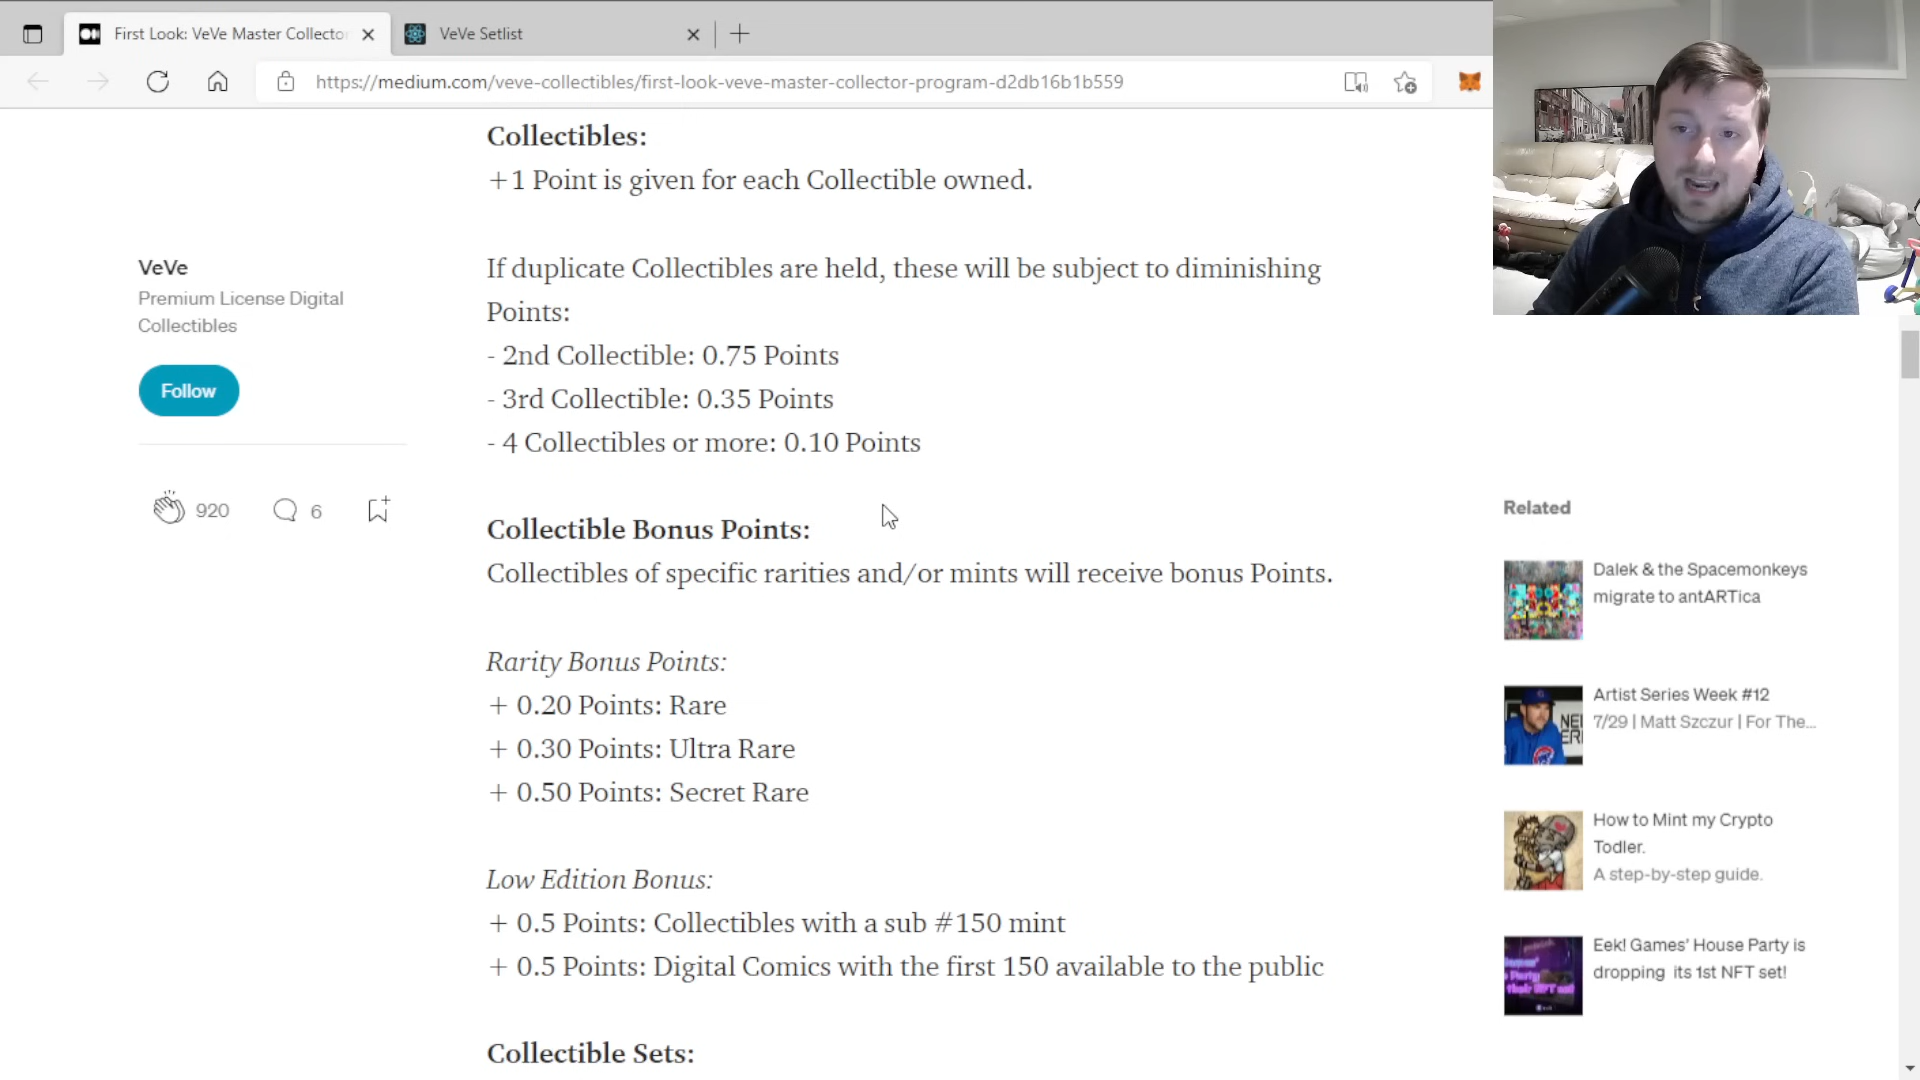 First Look: VeVe Master Collector
VeVe Setlist
https://medium.com/veve-collectibles/first-look-veve-master-collector-program-d2db16b1b559
Collectibles:
+1 Point is given for each Collectible owned.
If duplicate Collectibles are held, these will be subject to diminishing
Points:
- 2nd Collectible: 0.75 Points
- 3rd Collectible: 0.35 Points
- 4 Collectibles or more: 0.10 Points
Collectible Bonus Points:
Collectibles of specific rarities and/or mints will receive bonus Points.
Rarity Bonus Points:
+ 0.20 Points: Rare
+ 0.30 Points: Ultra Rare
+ 0.50 Points: Secret Rare
Low Edition Bonus:
+ 0.5 Points: Collectibles with a sub #150 mint
+ 0.5 Points: Digital Comics with the first 150 available to the public
Collectible Sets:
VeVe
Premium License Digital
Collectibles
Follow
920
6
Related
Dalek & the Spacemonkeys
migrate to antARTica
Artist Series Week #12
7/29 | Matt Szczur | For The...
How to Mint my Crypto
Todler.
A step-by-step guide.
Eek! Games' House Party is
dropping its 1st NFT set!